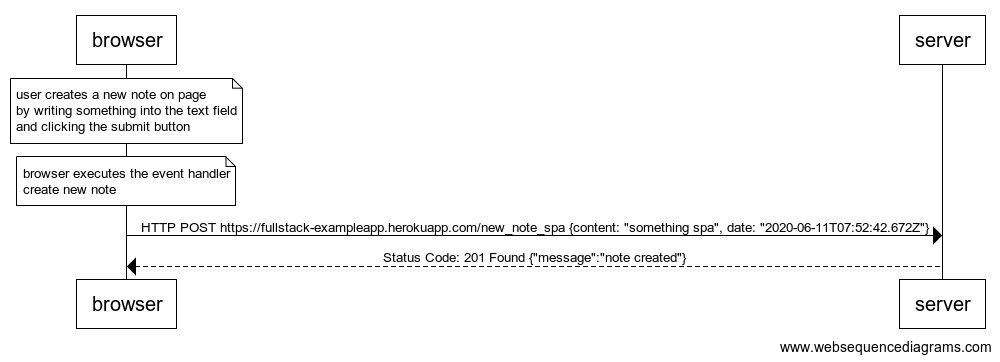 browser
server
user creates a new note on page
by writing something into the text field
and clicking the submit button
browser executes the event handler
create new note
HTTP POST https://fullstack-exampleapp.herokuapp.com/new_note_spa {content: "something spa", date: "2020-06-11T07:52:42.672Z"}
Status Code: 201 Found {"message":"note created"}
browser
server
www.websequencediagrams.com